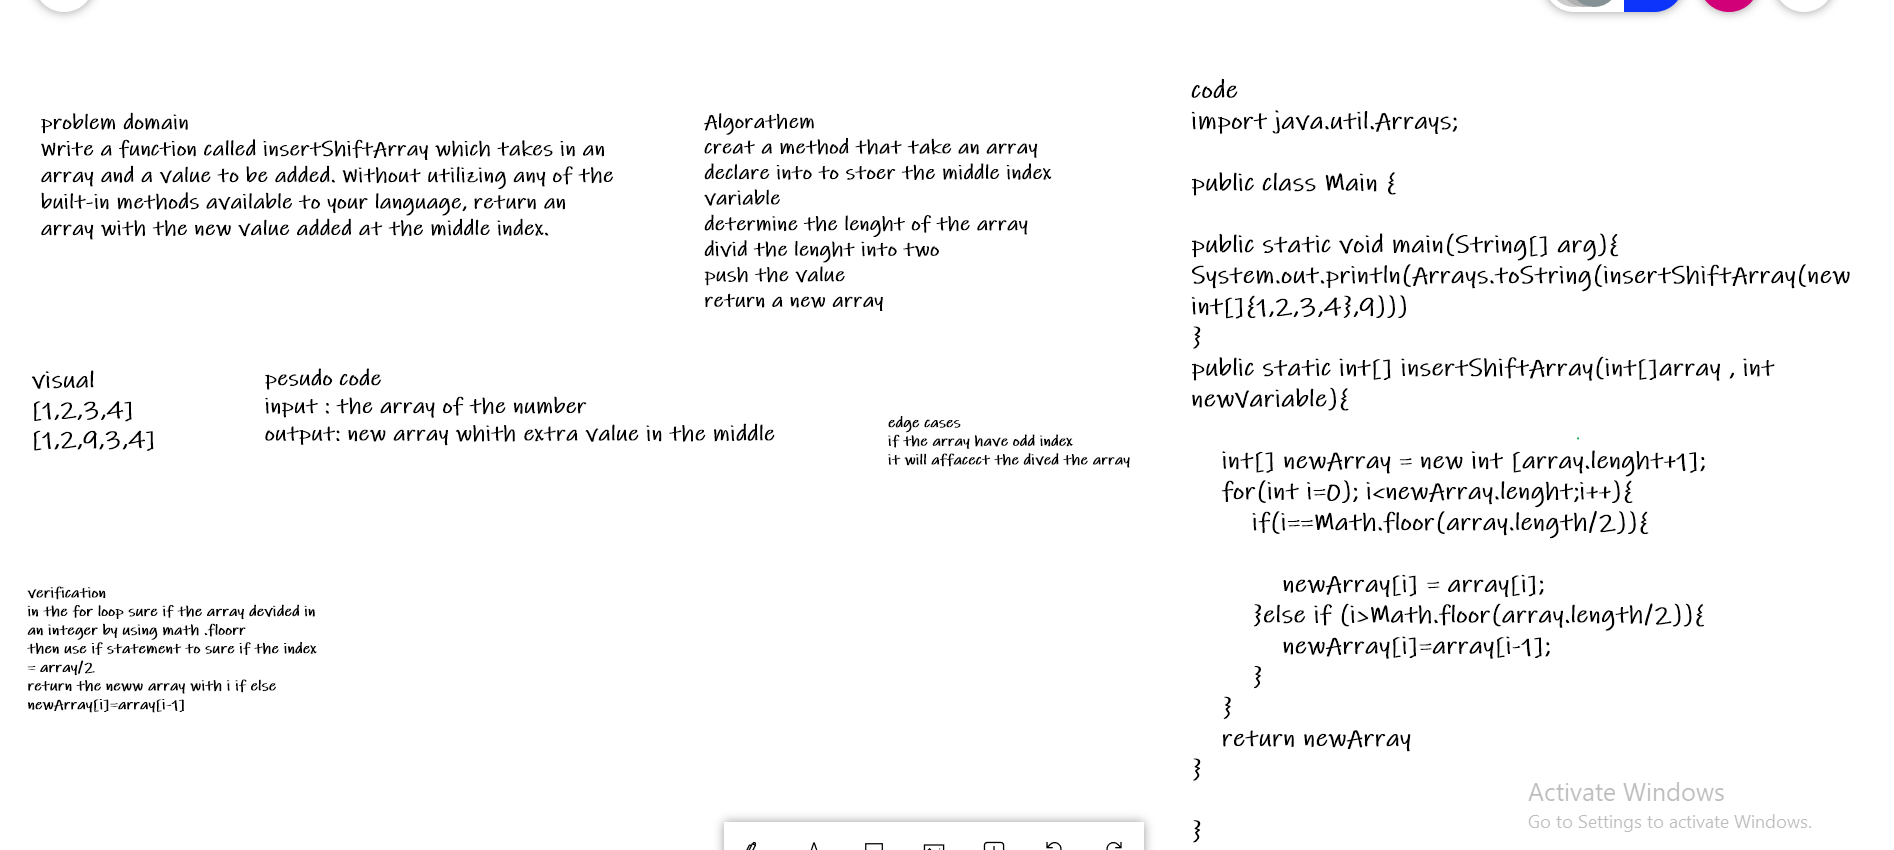 problem domain
Write a function called insertShiftArray which takes in an
array and a value to be added. Without utilizing any of the
built-in methods available to your language, return an
array with the new value added at the middle index.
Algorathem
creat a method that take an array
declare into to stoer the middle index
variable
determine the lenght of the array
divid the lenght into two
push the value
return a new array
visual
[1,2,3,4]
[1,2,9,3,4]
pesudo code
input : the array of the number
output: new array whith extra value in the middle
edge cases
if the array have odd index
it will affacect the dived the array
verification
in the for loop sure if the array devided in
an integer by using math .floorr
then use if statement to sure if the index
= array/2
return the neww array with i if else
newArray[i]=array[i-1]
code
import java.util.Arrays;
public class Main {
public static void main(String[] arg){
System.out.println(Arrays.toString(insertShiftArray(new
int[]{1,2,3,4},9)))
}
public static int[] insertShiftArray(int[]array , int
newVariable){
int[] newArray = new int [array.lenght+1];
for(int i=0); i<newArray.lenght;i++){
if(i==Math.floor(array.length/2)){
newArray[i] = array[i];
}else if (i>Math.floor(array.length/2)){
newArray[i]=array[i-1];
}
}
return newArray
}
}
Activate Windows
Go to Settings to activate Windows.